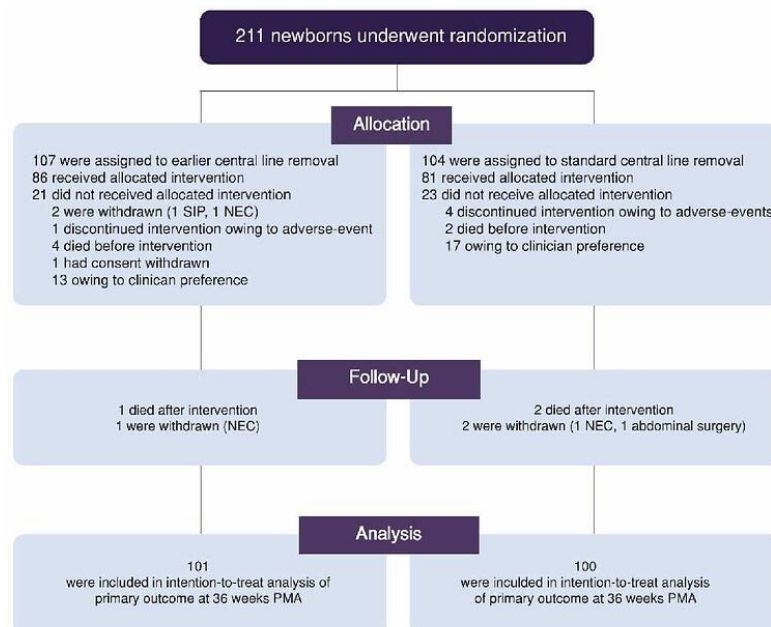 211 newborns underwent randomization
Allocation
107 were assigned to earlier central line removal
86 received allocated intervention
21 did not received allocated intervention
2 were withdrawn (1 SIP, 1 NEC)
1 discontinued intervention owing to adverse-event
4 died before intervention
1 had consent withdrawn
13 owing to clinican preference
104 were assigned to standard central line removal
81 received allocated intervention
23 did not receive allocated intervention
4 discontinued intervention owing to adverse-events
2 died before intervention
17 owing to clinician preference
Follow-Up
1 died after intervention
1 were withdrawn (NEC)
2 died after intervention
2 were withdrawn (1 NEC, 1 abdominal surgery)
Analysis
101
were included in intention-to-treat analysis of
primary outcome at 36 weeks PMA
100
were inculded in intention-to-treat analysis
of primary outcome at 36 weeks PMA